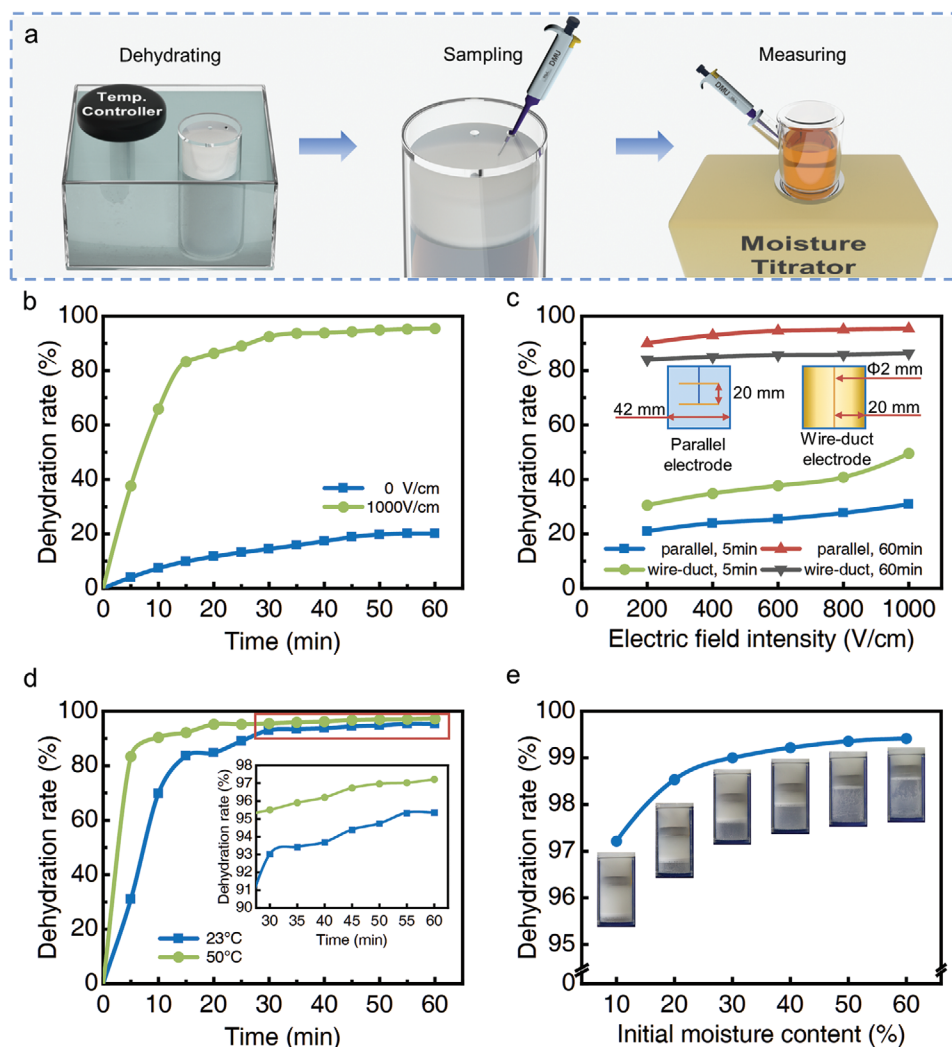 a
Dehydrating
Sampling
Measuring
Temp.
Controller
DMU
DMU
Moisture
Titrator
b
Dehydration rate (%)
100
80
60
40
20
0
0 V/cm
1000V/cm
0 10 20 30 40 50 60
Time (min)
c
Dehydration rate (%)
100
80
60
40
20
0
42 mm
20 mm
Parallel
electrode
Φ2 mm
20 mm
Wire-duct
electrode
parallel, 5min
parallel, 60min
wire-duct, 5min
wire-duct, 60min
0 200 400 600 800 1000
Electric field intensity (V/cm)
d
Dehydration rate (%)
100
80
60
40
20
0
Dehydration rate (%)
98
97
96
95
94
93
92
91
90
30 35 40 45 50 55 60
Time (min)
23°C
50°C
0 10 20 30 40 50 60
Time (min)
e
Dehydration rate (%)
100
99
98
97
96
95
0
10 20 30 40 50 60
Initial moisture content (%)